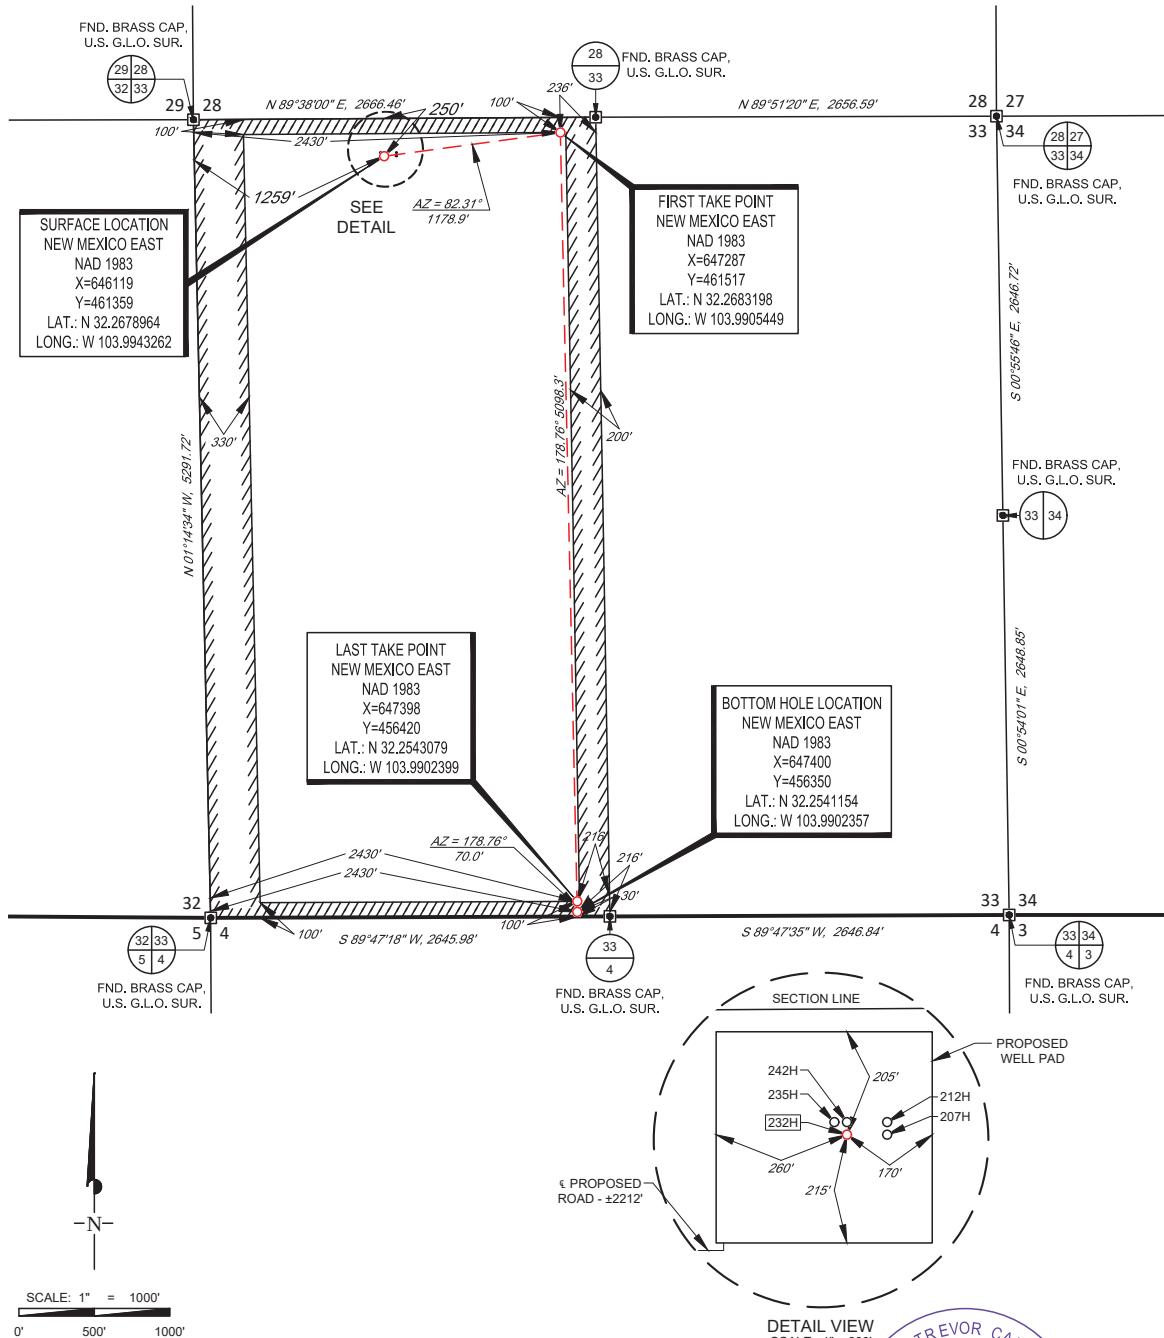 FND. BRASS CAP,
U.S. G.L.O. SUR.
29 28
32 33
29 28
N 89°38'00" E, 2666.46'
250'
100'
236'
28
33
FND. BRASS CAP,
U.S. G.L.O. SUR.
N 89°51'20" E, 2656.59'
28 27
33 34
28 27
33 34
FND. BRASS CAP,
U.S. G.L.O. SUR.
100'
2430'
1259'
SEE
DETAIL
AZ = 82.31°
1178.9'
SURFACE LOCATION
NEW MEXICO EAST
NAD 1983
X=646119
Y=461359
LAT.: N 32.2678964
LONG.: W 103.9943262
FIRST TAKE POINT
NEW MEXICO EAST
NAD 1983
X=647287
Y=461517
LAT.: N 32.2683198
LONG.: W 103.9905449
S 00°55'46" E, 2646.72'
330'
200'
AZ = 178.76° 5098.3'
N 01°14'34" W, 5291.72'
FND. BRASS CAP,
U.S. G.L.O. SUR.
33 34
S 00°54'01" E, 2648.85'
LAST TAKE POINT
NEW MEXICO EAST
NAD 1983
X=647398
Y=456420
LAT.: N 32.2543079
LONG.: W 103.9902399
BOTTOM HOLE LOCATION
NEW MEXICO EAST
NAD 1983
X=647400
Y=456350
LAT.: N 32.2541154
LONG.: W 103.9902357
AZ = 178.76°
70.0'
216'
216'
2430'
2430'
30'
32
5 4
100'
100'
S 89°47'18" W, 2645.98'
S 89°47'35" W, 2646.84'
33 34
4 3
32 33
5 4
FND. BRASS CAP,
U.S. G.L.O. SUR.
33
4
FND. BRASS CAP,
U.S. G.L.O. SUR.
33 34
4 3
FND. BRASS CAP,
U.S. G.L.O. SUR.
SECTION LINE
PROPOSED
WELL PAD
205'
242H
235H
232H
212H
207H
260'
170'
215'
℄ PROPOSED
ROAD - ±2212'
N
SCALE: 1" = 1000'
0' 500' 1000'
DETAIL VIEW
TREVOR